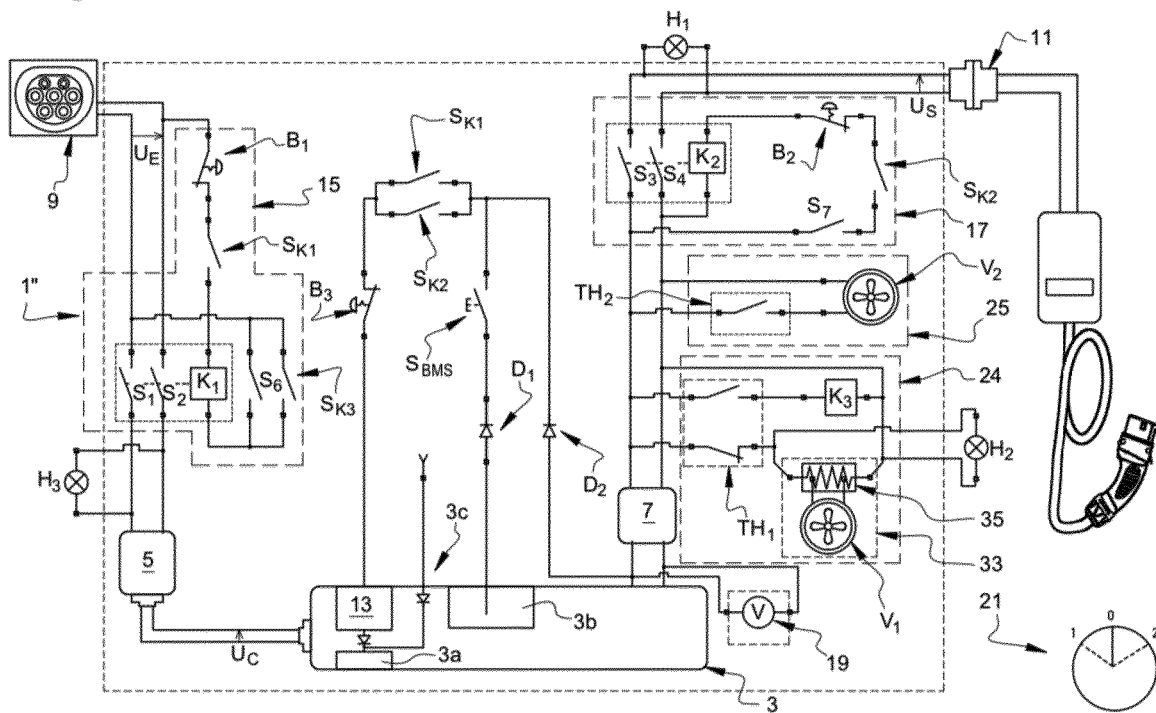 H1
11
US
9
UE
B1
15
SK1
SK1
SK2
B3
SBMS
S3
S4
K2
B2
S7
SK2
17
TH2
V2
25
1"
S1
S2
K1
S6
SK3
D1
D2
K3
24
H2
TH1
35
33
V1
H3
5
Y
3c
7
13
3a
3b
V
19
UC
3
21
1
0
2